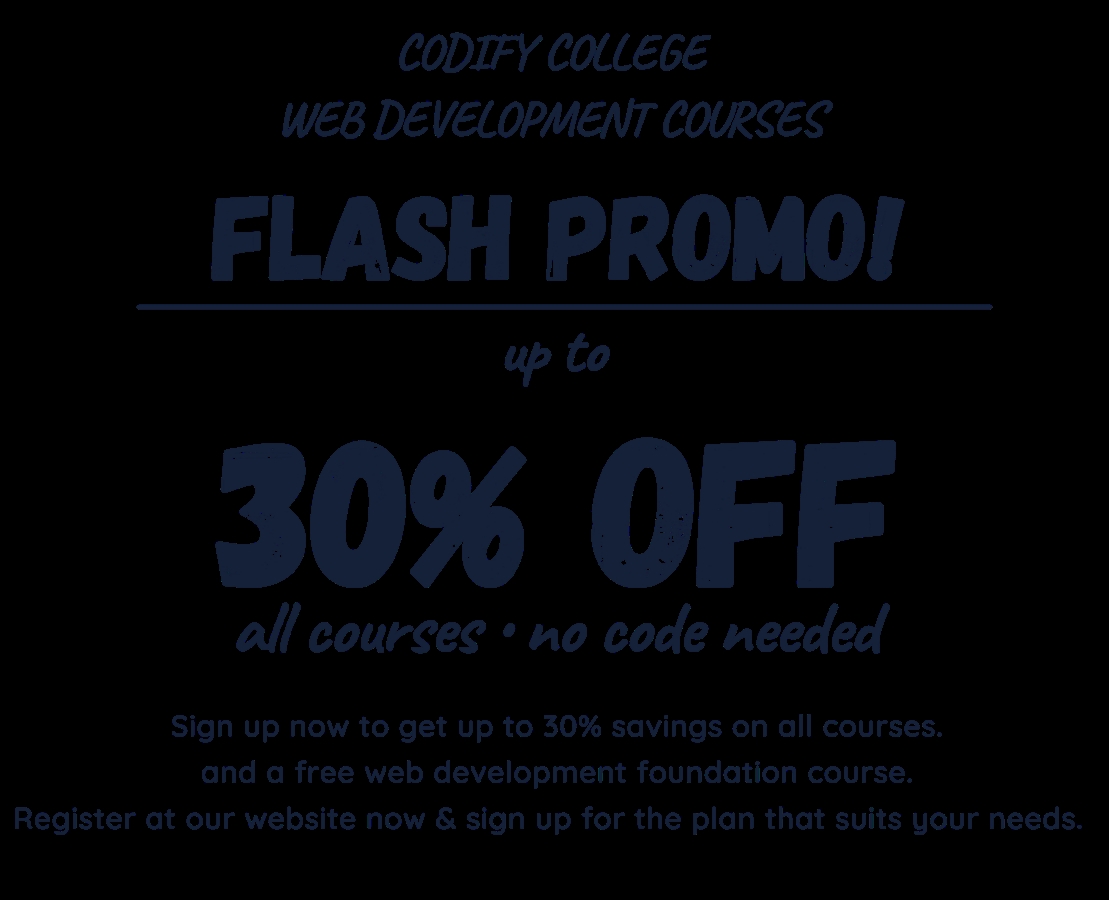 CODIFY COLLEGE
WEB DEVELOPMENT COURSES
FLASH PROMO!
up to
30% OFF
all courses • no code needed
Sign up now to get up to 30% savings on all courses.
and a free web development foundation course.
Register at our website now & sign up for the plan that suits your needs.